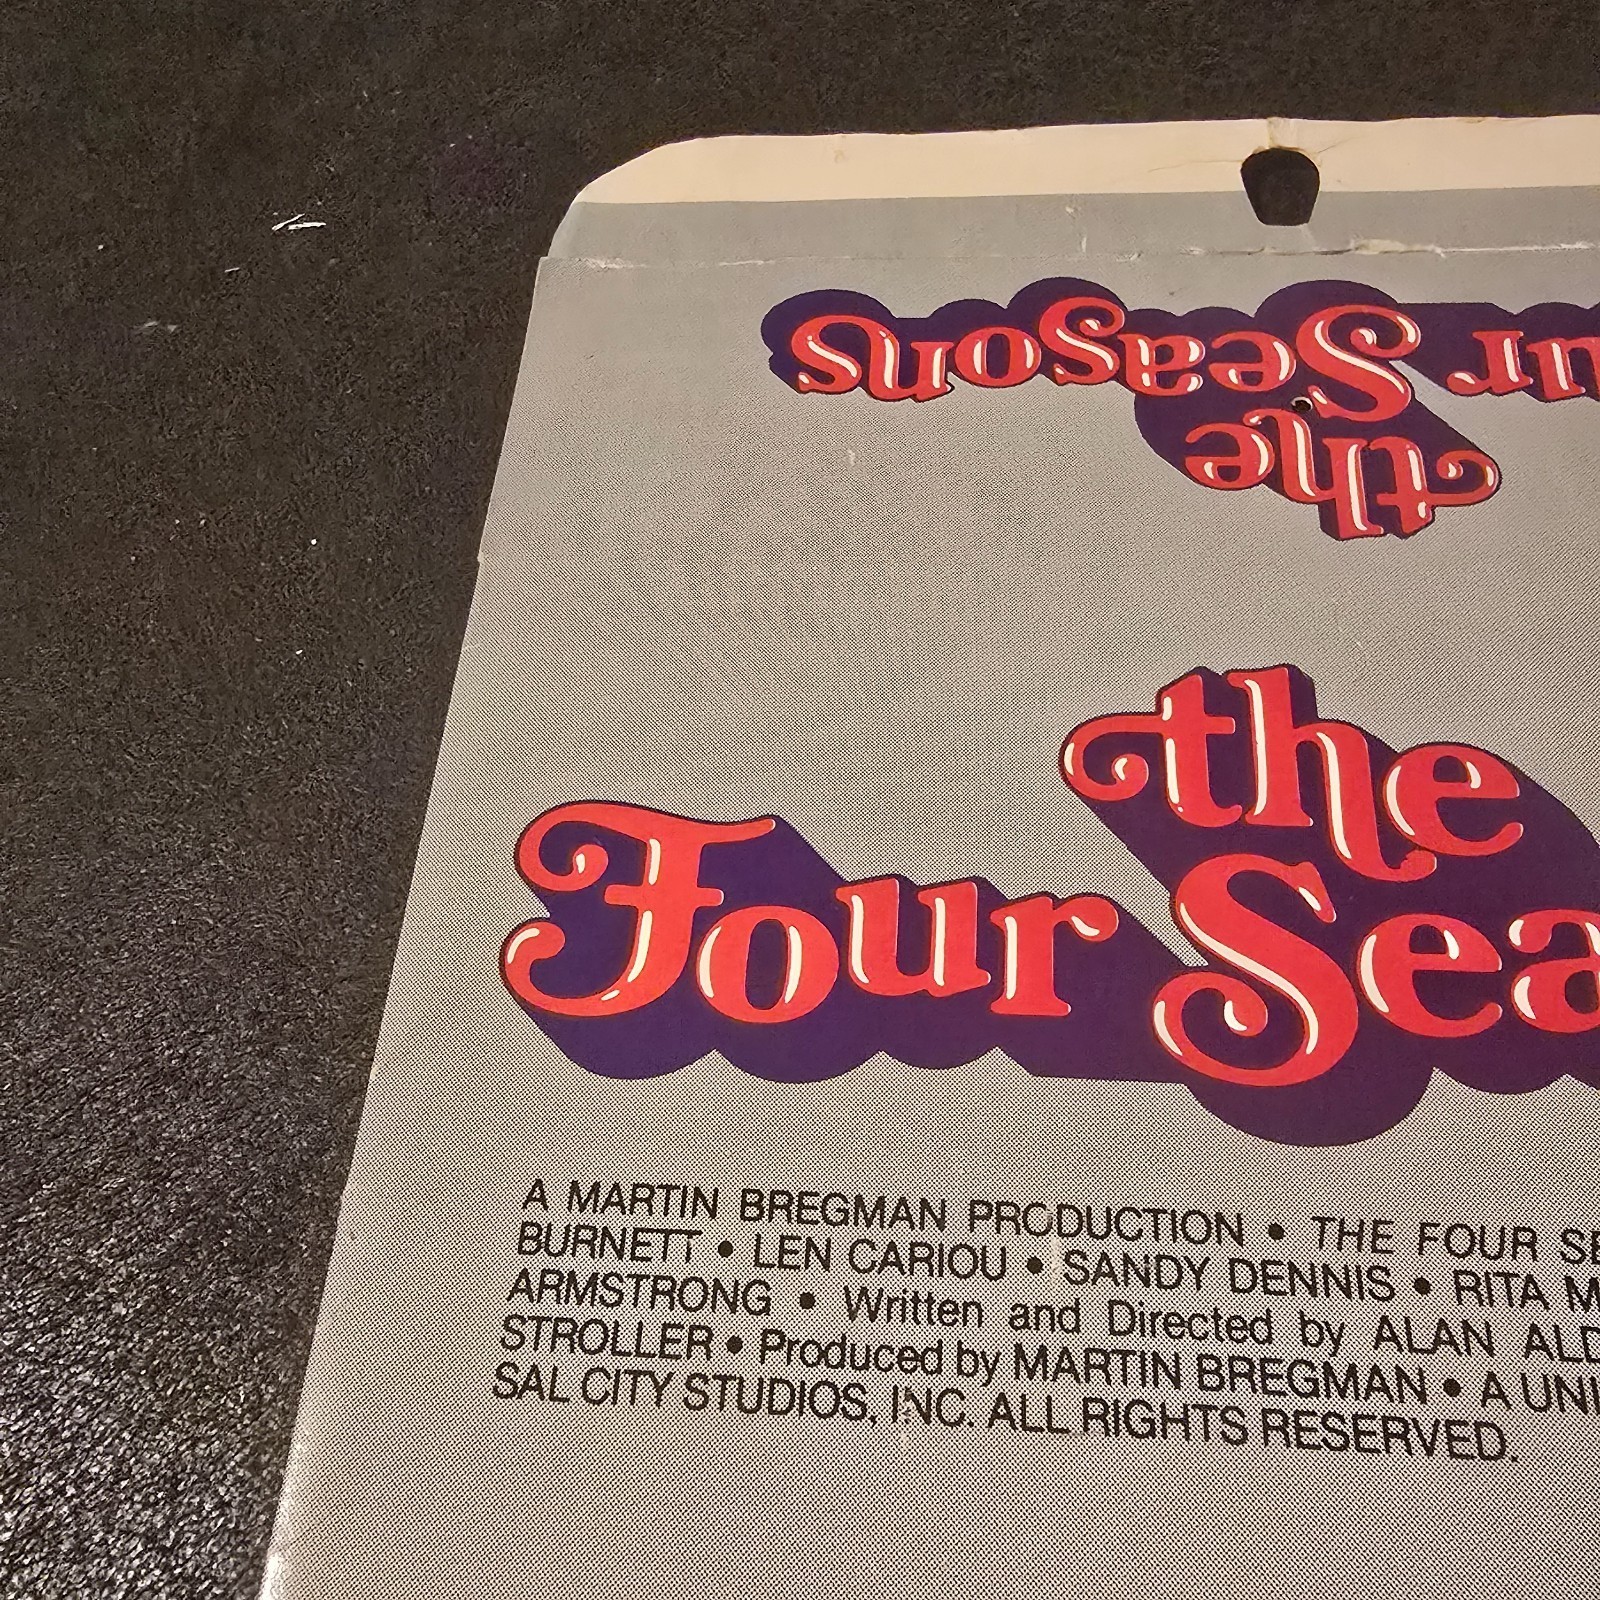 the
ur Seasons
the
Four Sea
A MARTIN BREGMAN PRODUCTION • THE FOUR SE
BURNETT • LEN CARIOU • SANDY DENNIS • RITA M
ARMSTRONG • Written and Directed by ALAN ALD
STROLLER • Produced by MARTIN BREGMAN • A UNI
SAL CITY STUDIOS, INC. ALL RIGHTS RESERVED.